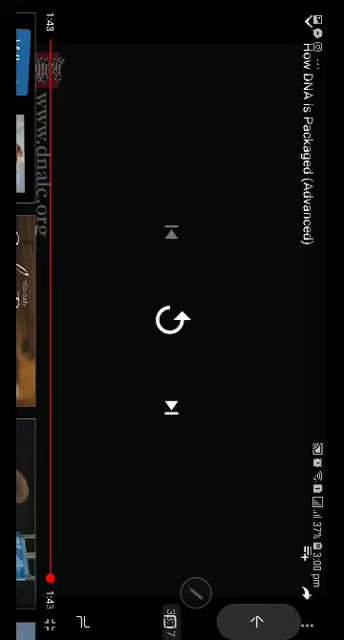 How DNA is Packaged (Advanced)
37% 3:00 pm
www.dnalc.org
1:43
1:43